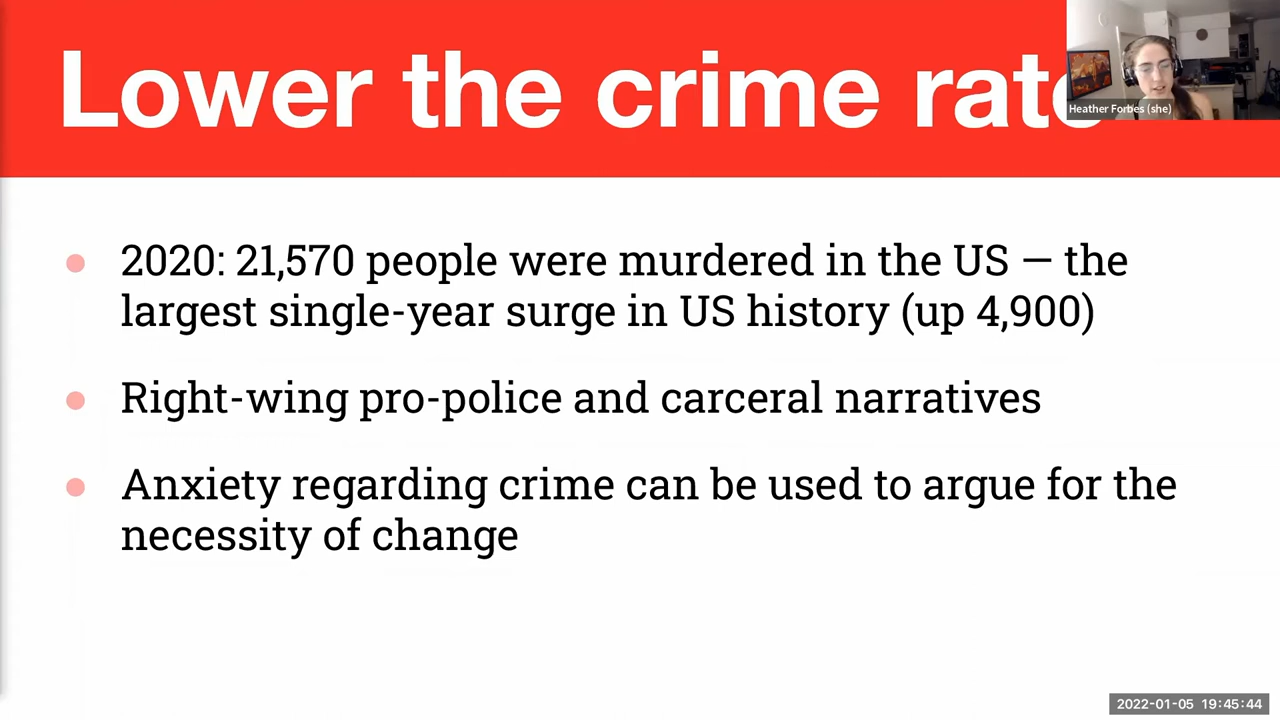 Lower the crime rate
Heather Forbes (she)
● 2020: 21,570 people were murdered in the US — the
largest single-year surge in US history (up 4,900)
● Right-wing pro-police and carceral narratives
● Anxiety regarding crime can be used to argue for the
necessity of change
2022-01-05 19:45:44